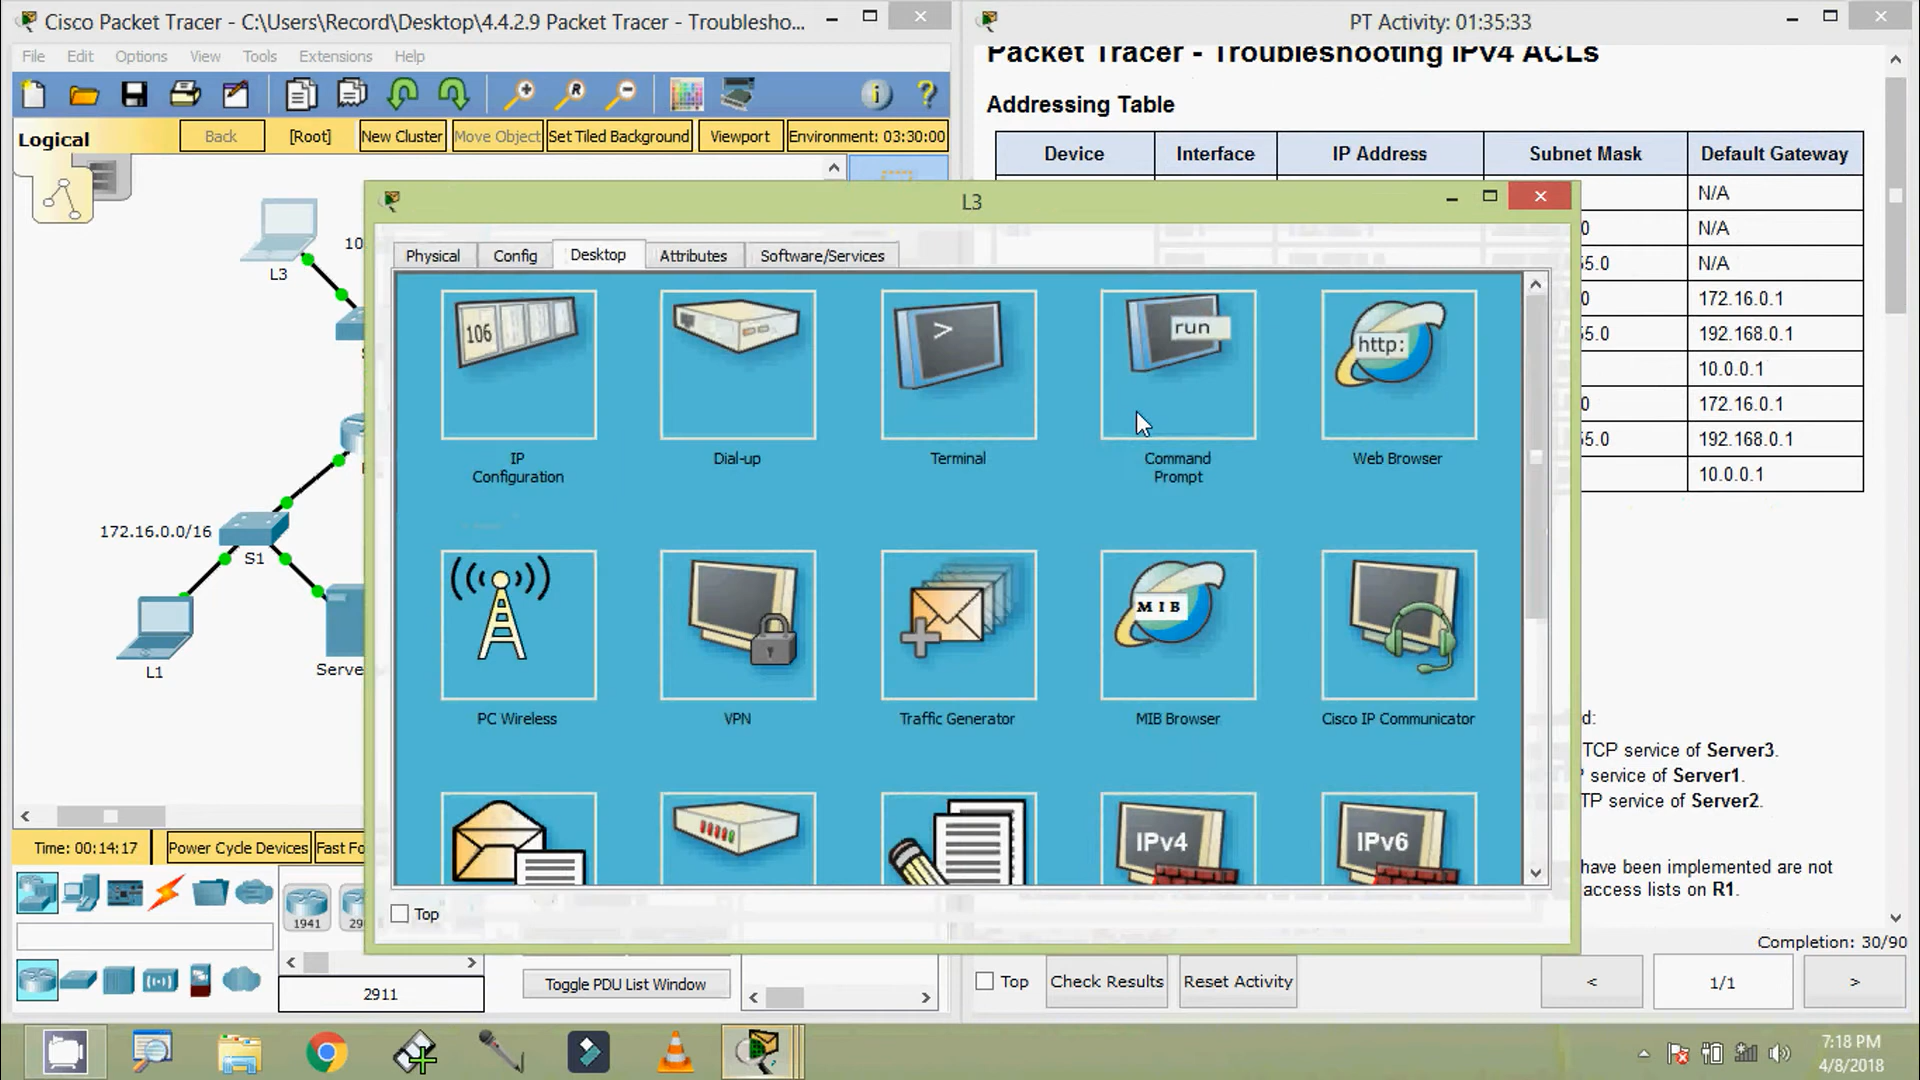 Cisco Packet Tracer - C:\Users\Record\Desktop\4.4.2.9 Packet Tracer - Troublesho...
File Edit Options View Tools Extensions Help
Logical
Back
[Root]
New Cluster
Move Object
Set Tiled Background
Viewport
Environment: 03:30:00
L3
10
172.16.0.0/16
S1
L1
Serve
Time: 00:14:17
Power Cycle Devices
Fast Fo
1941
29
2911
Toggle PDU List Window
PT Activity: 01:35:33
Packet Tracer - Troubleshooting IPv4 ACLs
Addressing Table
Device Interface IP Address Subnet Mask Default Gateway
N/A
0 N/A
55.0 N/A
0 172.16.0.1
55.0 192.168.0.1
10.0.0.1
0 172.16.0.1
55.0 192.168.0.1
10.0.0.1
d:
TCP service of Server3.
P service of Server1.
TP service of Server2.
have been implemented are not
access lists on R1.
Completion: 30/90
Top
Check Results
Reset Activity
<
1/1
>
L3
Physical
Config
Desktop
Attributes
Software/Services
106
>
run
http:
IP
Configuration
Dial-up
Terminal
Command
Prompt
Web Browser
MIB
PC Wireless
VPN
Traffic Generator
MIB Browser
Cisco IP Communicator
IPv4
IPv6
Top
7:18 PM
4/8/2018